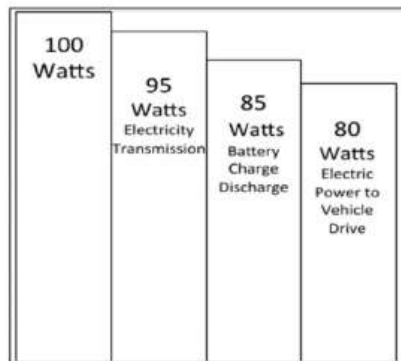 100
Watts
95
Watts
Electricity
Transmission
85
Watts
Battery
Charge
Discharge
80
Watts
Electric
Power to
Vehicle
Drive